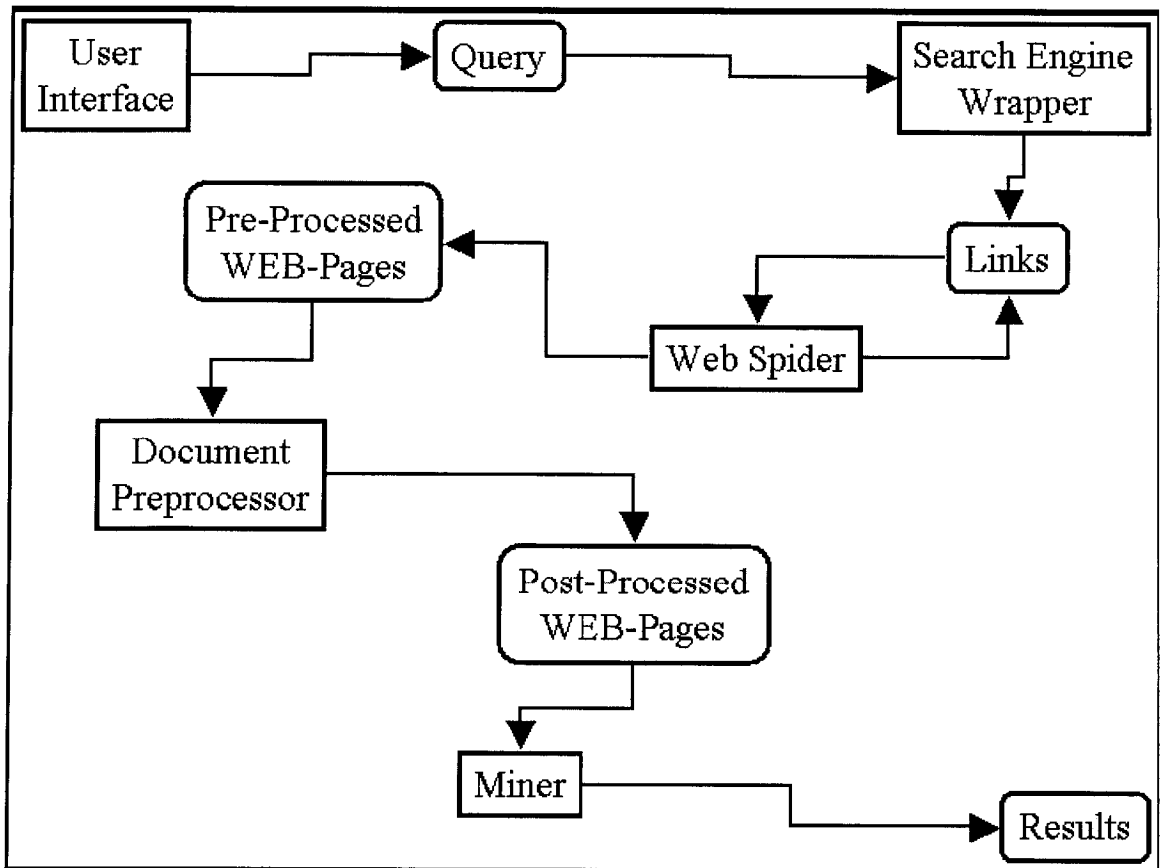 User
Interface
Query
Search Engine
Wrapper
Pre-Processed
WEB-Pages
Links
Web Spider
Document
Preprocessor
Post-Processed
WEB-Pages
Miner
Results